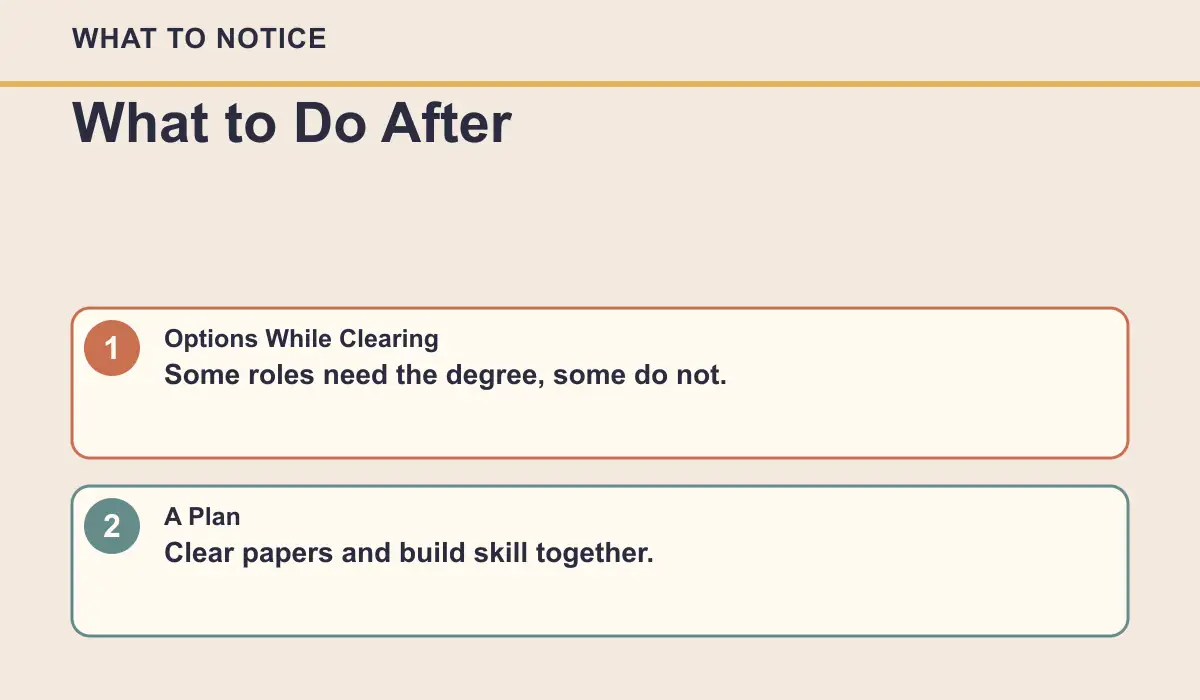 WHAT TO NOTICE
What to Do After
1
Options While Clearing
Some roles need the degree, some do not.
2
A Plan
Clear papers and build skill together.